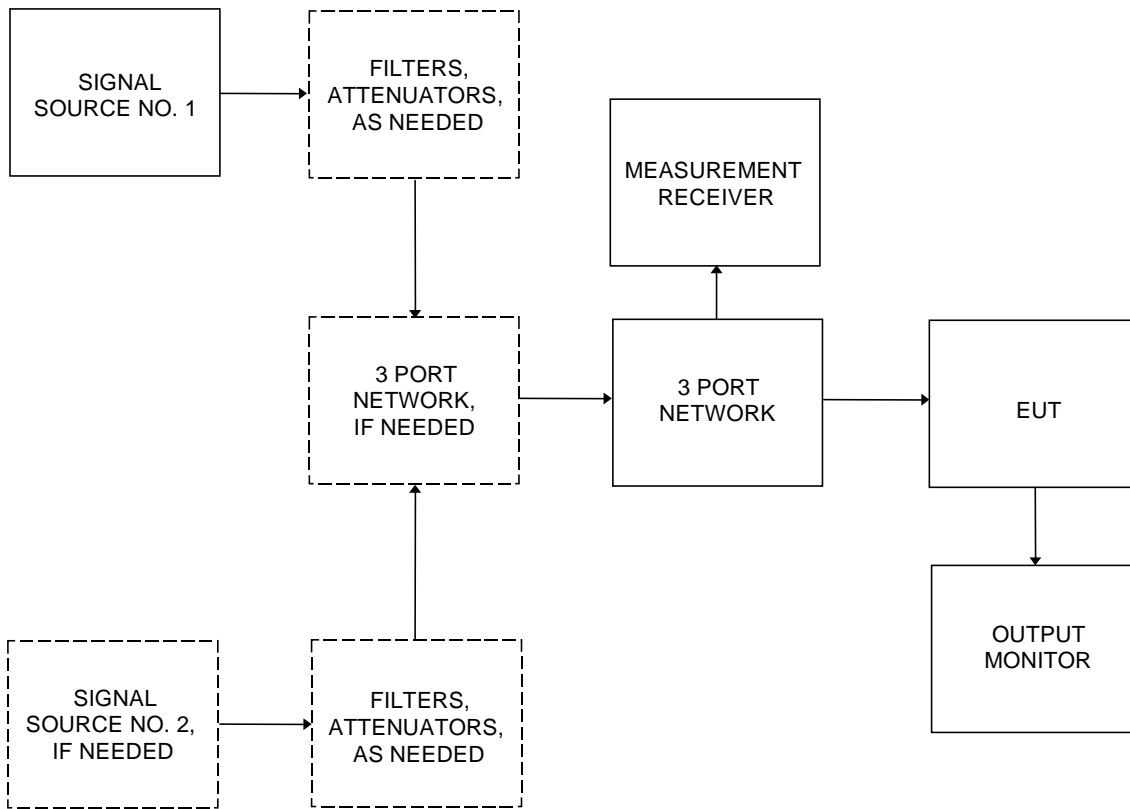 SIGNAL
SOURCE NO. 1
FILTERS,
ATTENUATORS,
AS NEEDED
MEASUREMENT
RECEIVER
3 PORT
NETWORK,
IF NEEDED
3 PORT
NETWORK
EUT
OUTPUT
MONITOR
SIGNAL
SOURCE NO. 2,
IF NEEDED
FILTERS,
ATTENUATORS,
AS NEEDED